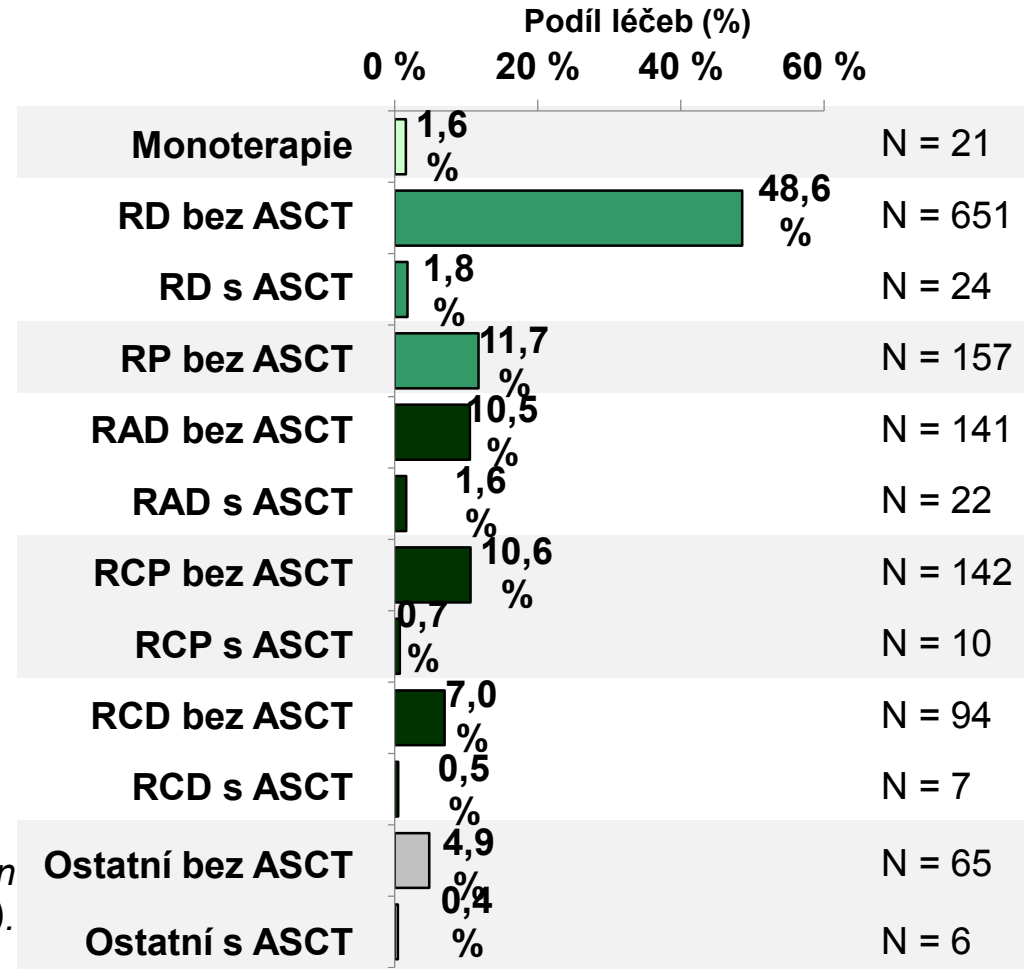 Podíl léčeb (%)
0 % 20 % 40 % 60 %
Monoterapie 1,6 % N = 21
RD bez ASCT 48,6 % N = 651
RD s ASCT 1,8 % N = 24
RP bez ASCT 11,7 % N = 157
RAD bez ASCT 10,5 % N = 141
RAD s ASCT 1,6 % N = 22
RCP bez ASCT 10,6 % N = 142
RCP s ASCT 0,7 % N = 10
RCD bez ASCT 7,0 % N = 94
RCD s ASCT 0,5 % N = 7
n Ostatní bez ASCT 4,9 % N = 65
). Ostatní s ASCT 0,4 % N = 6